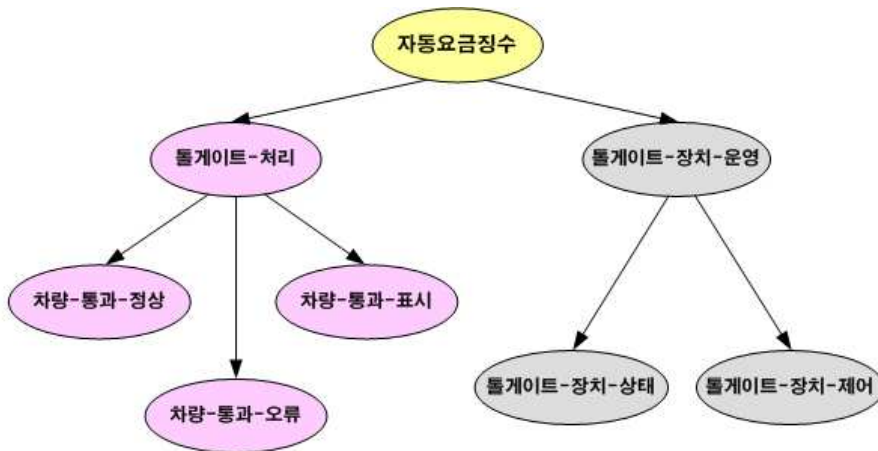 자동요금징수
톨게이트-처리
톨게이트-장치-운영
차량-통과-정상
차량-통과-표시
톨게이트-장치-상태
톨게이트-장치-제어
차량-통과-오류